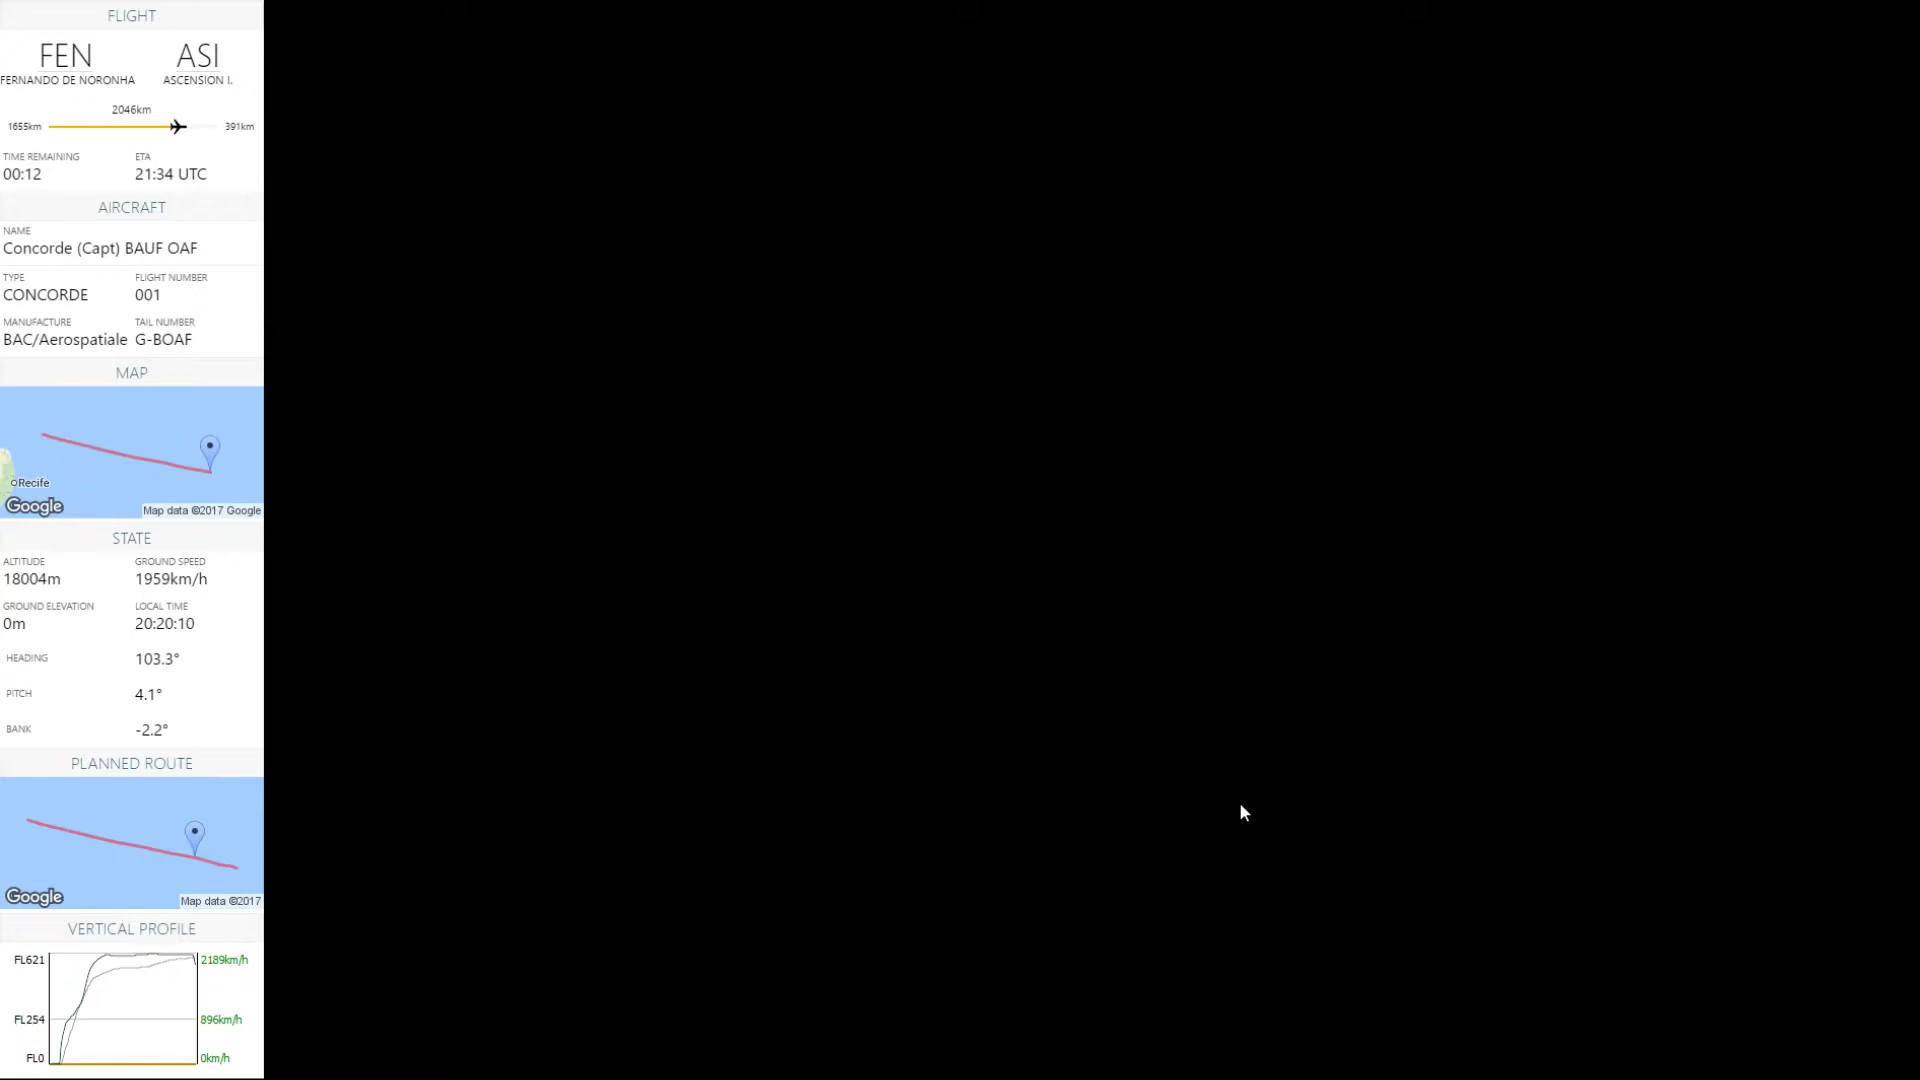 FLIGHT
FEN ASI
FERNANDO DE NORONHA ASCENSION I.
2046km
1655km 391km
TIME REMAINING ETA
00:12 21:34 UTC
AIRCRAFT
NAME
Concorde (Capt) BAUF OAF
TYPE FLIGHT NUMBER
CONCORDE 001
MANUFACTURE TAIL NUMBER
BAC/Aerospatiale G-BOAF
MAP
Recife
Google Map data ©2017 Google
STATE
ALTITUDE GROUND SPEED
18004m 1959km/h
GROUND ELEVATION LOCAL TIME
0m 20:20:10
HEADING 103.3°
PITCH 4.1°
BANK -2.2°
PLANNED ROUTE
Google Map data ©2017
VERTICAL PROFILE
FL621 2189km/h
FL254 896km/h
FL0 0km/h